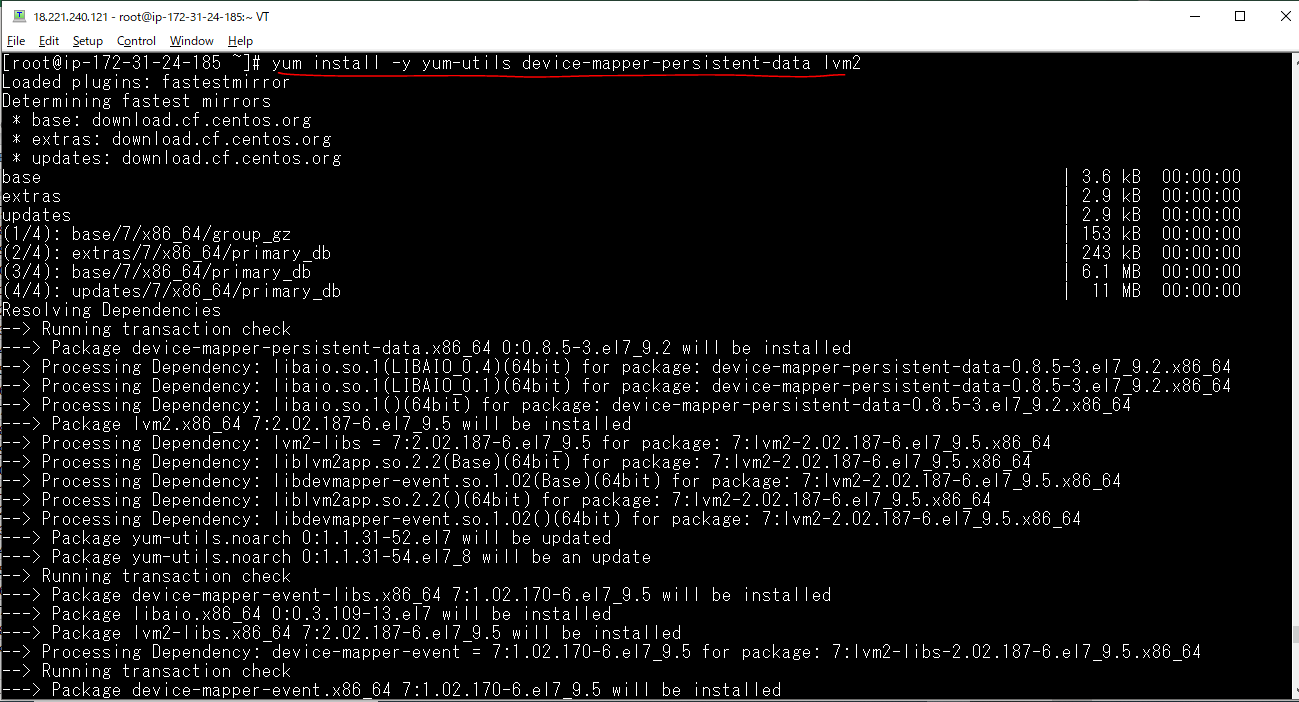 18.221.240.121 - root@ip-172-31-24-185:~ VT
File Edit Setup Control Window Help
[root@ip-172-31-24-185 ~]# yum install -y yum-utils device-mapper-persistent-data lvm2
Loaded plugins: fastestmirror
Determining fastest mirrors
 * base: download.cf.centos.org
 * extras: download.cf.centos.org
 * updates: download.cf.centos.org
base | 3.6 kB 00:00:00
extras | 2.9 kB 00:00:00
updates | 2.9 kB 00:00:00
(1/4): base/7/x86_64/group_gz | 153 kB 00:00:00
(2/4): extras/7/x86_64/primary_db | 243 kB 00:00:00
(3/4): base/7/x86_64/primary_db | 6.1 MB 00:00:00
(4/4): updates/7/x86_64/primary_db | 11 MB 00:00:00
Resolving Dependencies
--> Running transaction check
---> Package device-mapper-persistent-data.x86_64 0:0.8.5-3.el7_9.2 will be installed
--> Processing Dependency: libaio.so.1(LIBAIO_0.4)(64bit) for package: device-mapper-persistent-data-0.8.5-3.el7_9.2.x86_64
--> Processing Dependency: libaio.so.1(LIBAIO_0.1)(64bit) for package: device-mapper-persistent-data-0.8.5-3.el7_9.2.x86_64
--> Processing Dependency: libaio.so.1()(64bit) for package: device-mapper-persistent-data-0.8.5-3.el7_9.2.x86_64
---> Package lvm2.x86_64 7:2.02.187-6.el7_9.5 will be installed
--> Processing Dependency: lvm2-libs = 7:2.02.187-6.el7_9.5 for package: 7:lvm2-2.02.187-6.el7_9.5.x86_64
--> Processing Dependency: liblvm2app.so.2.2(Base)(64bit) for package: 7:lvm2-2.02.187-6.el7_9.5.x86_64
--> Processing Dependency: libdevmapper-event.so.1.02(Base)(64bit) for package: 7:lvm2-2.02.187-6.el7_9.5.x86_64
--> Processing Dependency: liblvm2app.so.2.2()(64bit) for package: 7:lvm2-2.02.187-6.el7_9.5.x86_64
--> Processing Dependency: libdevmapper-event.so.1.02()(64bit) for package: 7:lvm2-2.02.187-6.el7_9.5.x86_64
---> Package yum-utils.noarch 0:1.1.31-52.el7 will be updated
---> Package yum-utils.noarch 0:1.1.31-54.el7_8 will be an update
--> Running transaction check
---> Package device-mapper-event-libs.x86_64 7:1.02.170-6.el7_9.5 will be installed
---> Package libaio.x86_64 0:0.3.109-13.el7 will be installed
---> Package lvm2-libs.x86_64 7:2.02.187-6.el7_9.5 will be installed
--> Processing Dependency: device-mapper-event = 7:1.02.170-6.el7_9.5 for package: 7:lvm2-libs-2.02.187-6.el7_9.5.x86_64
--> Running transaction check
---> Package device-mapper-event.x86_64 7:1.02.170-6.el7_9.5 will be installed